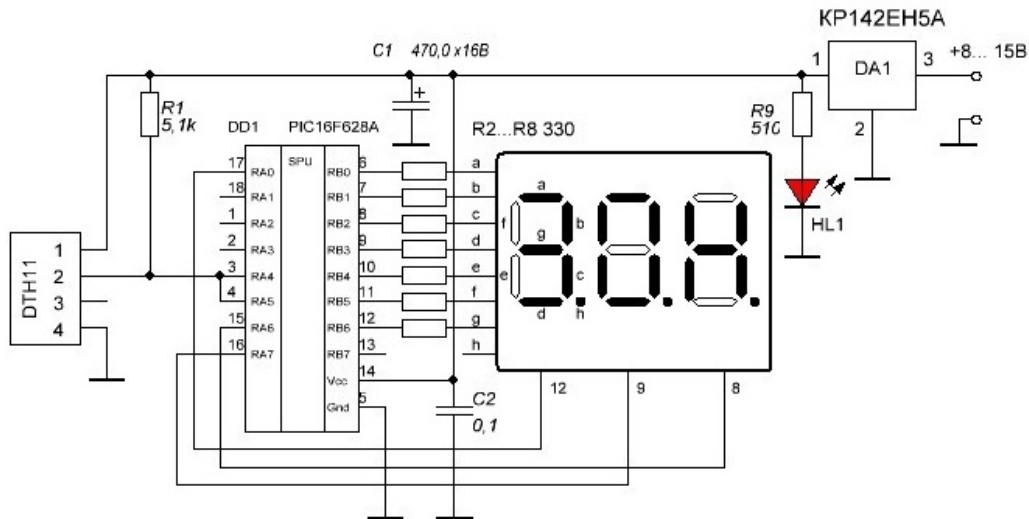 КР142ЕН5А
C1 470,0 x16В
1 DA1 3 +8... 15В
2
+
R1
5,1k
DD1 PIC16F628A
R2...R8 330
R9
510
HL1
SPU
17 RA0 RB0 6 a
18 RA1 RB1 7 b
1 RA2 RB2 8 c
2 RA3 RB3 9 d
3 RA4 RB4 10 e
4 RA5 RB5 11 f
15 RA6 RB6 12 g
16 RA7 RB7 13 h
Vcc 14
Gnd 5
DTH11
1
2
3
4
a
f b
g
e c
d h
12 9 8
C2
0,1